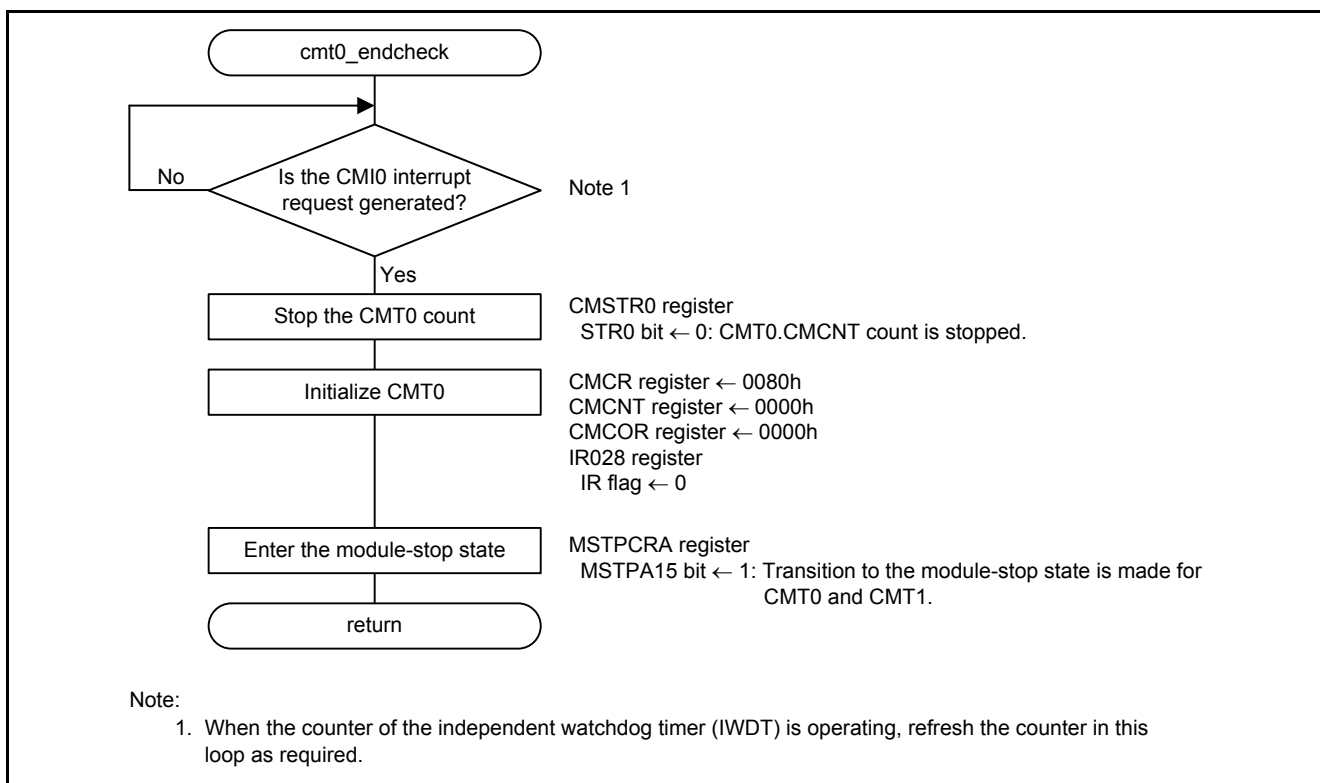 cmt0_endcheck
No
Is the CMI0 interrupt
request generated?
Note 1
Yes
Stop the CMT0 count
CMSTR0 register
STR0 bit ← 0: CMT0.CMCNT count is stopped.
Initialize CMT0
CMCR register ← 0080h
CMCNT register ← 0000h
CMCOR register ← 0000h
IR028 register
IR flag ← 0
Enter the module-stop state
MSTPCRA register
MSTPA15 bit ← 1: Transition to the module-stop state is made for
CMT0 and CMT1.
return
Note:
1. When the counter of the independent watchdog timer (IWDT) is operating, refresh the counter in this
loop as required.